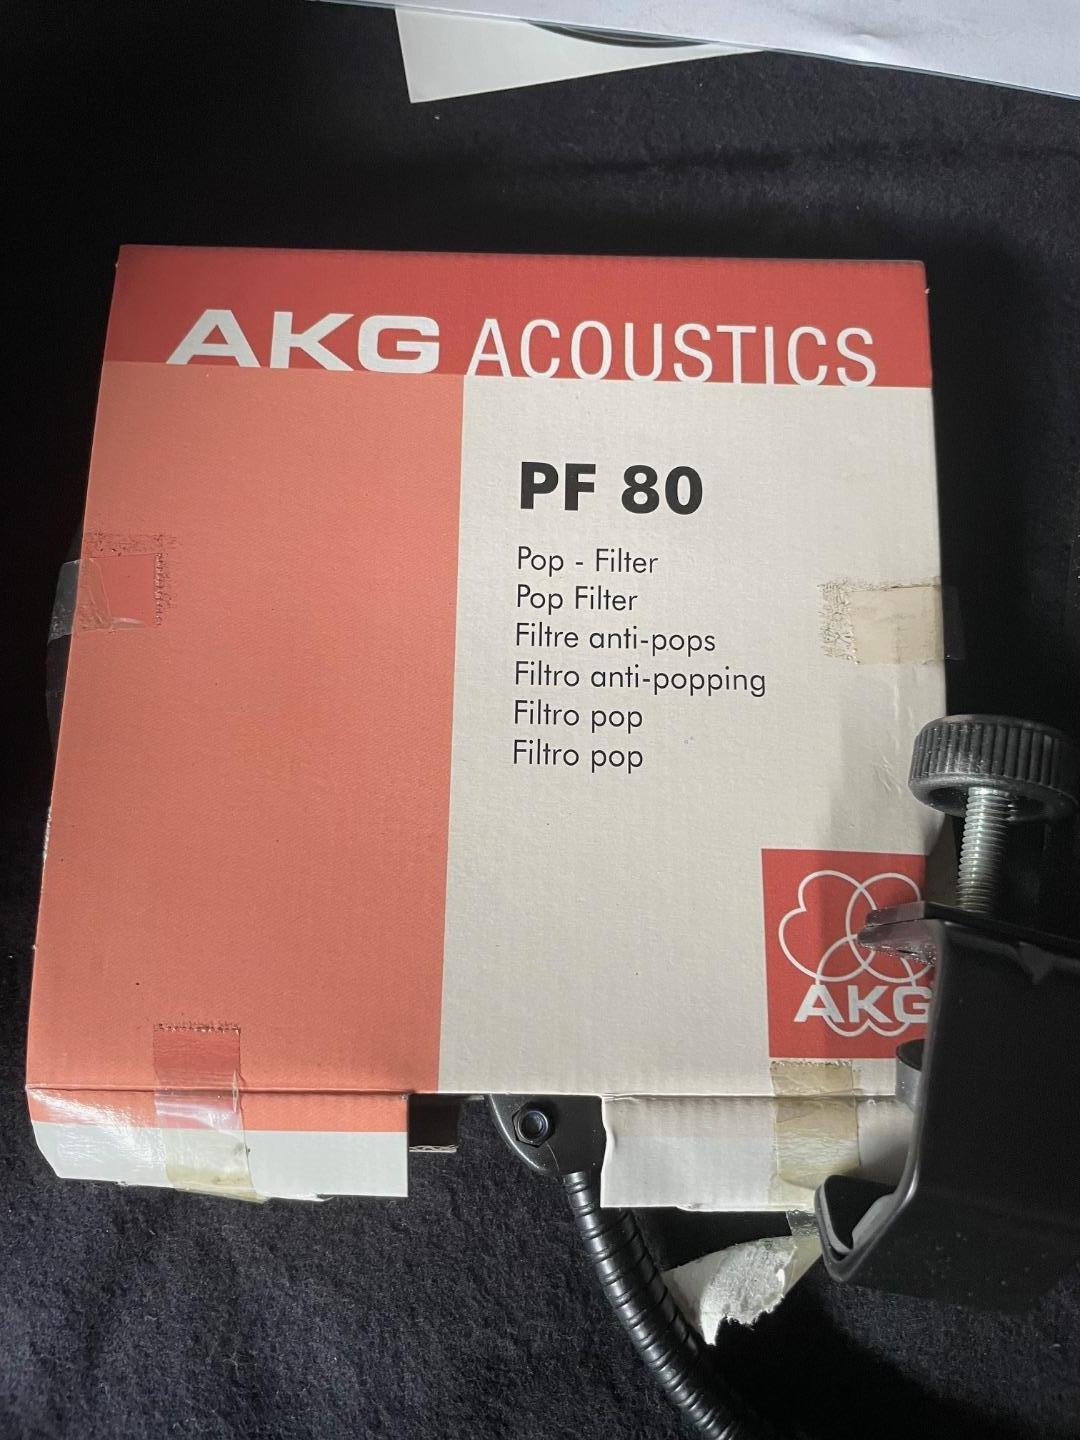 AKG ACOUSTICS
PF 80
Pop - Filter
Pop Filter
Filtre anti-pops
Filtro anti-popping
Filtro pop
Filtro pop
AKG